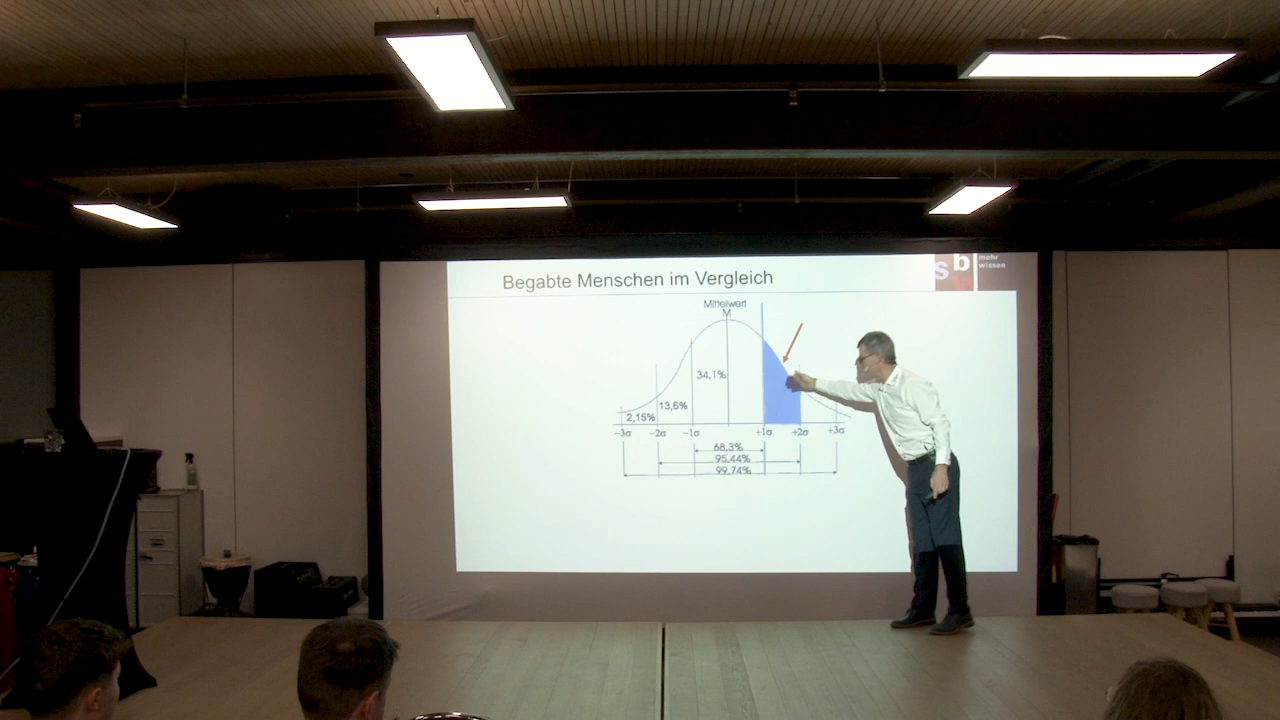 Begabte Menschen im Vergleich
sb
w
mehr
wissen
Mittelwert
M
34,1%
13,6%
2,15%
−3σ −2σ −1σ +1σ +2σ +3σ
68,3%
95,44%
99,74%